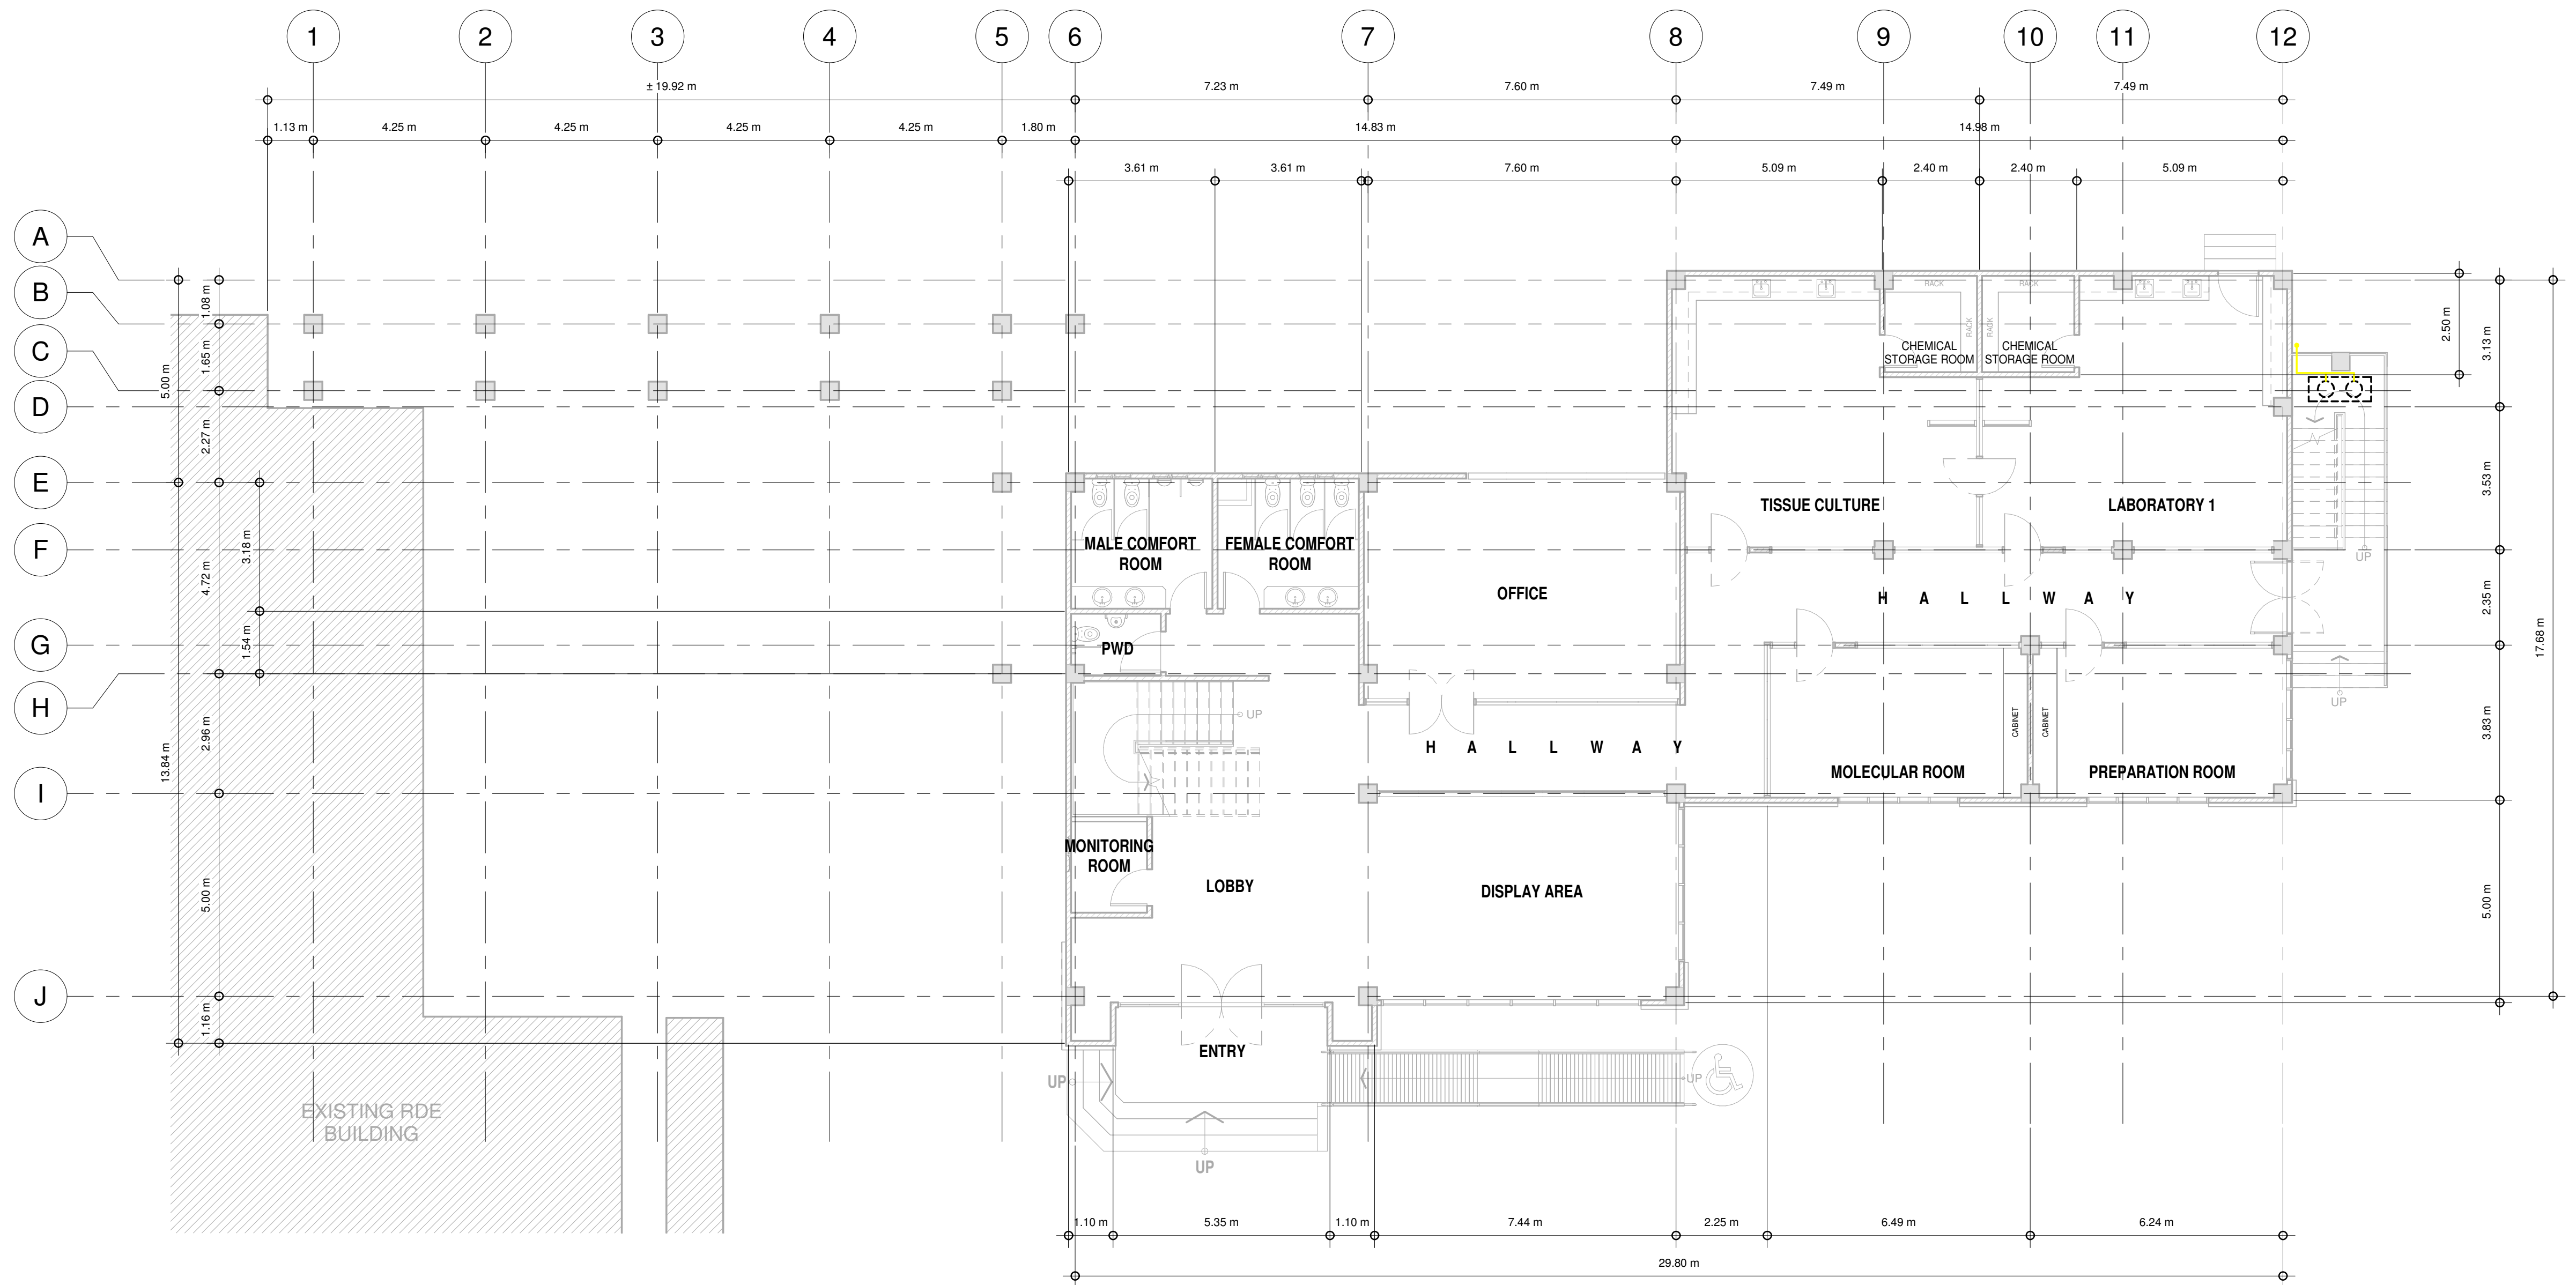 1 2 3 4 5 6 7 8 9 10 11 12
± 19.92 m 7.23 m 7.60 m 7.49 m 7.49 m
1.13 m 4.25 m 4.25 m 4.25 m 4.25 m 1.80 m 14.83 m 14.98 m
3.61 m 3.61 m 7.60 m 5.09 m 2.40 m 2.40 m 5.09 m
A
B
C
D
E
F
G
H
I
J
1.08 m
1.65 m
5.00 m
2.27 m
3.18 m
4.72 m
1.54 m
2.96 m
13.84 m
5.00 m
1.16 m
RACK
RACK
RACK
RACK
CHEMICAL
STORAGE ROOM
CHEMICAL
STORAGE ROOM
2.50 m
3.13 m
3.53 m
2.35 m
17.68 m
3.83 m
5.00 m
TISSUE CULTURE
LABORATORY 1
UP
MALE COMFORT
ROOM
FEMALE COMFORT
ROOM
OFFICE
HALLWAY
PWD
UP
UP
CABINET
CABINET
HALLWAY
MOLECULAR ROOM
PREPARATION ROOM
MONITORING
ROOM
LOBBY
DISPLAY AREA
ENTRY
UP
UP
UP
EXISTING RDE
BUILDING
1.10 m 5.35 m 1.10 m 7.44 m 2.25 m 6.49 m 6.24 m
29.80 m